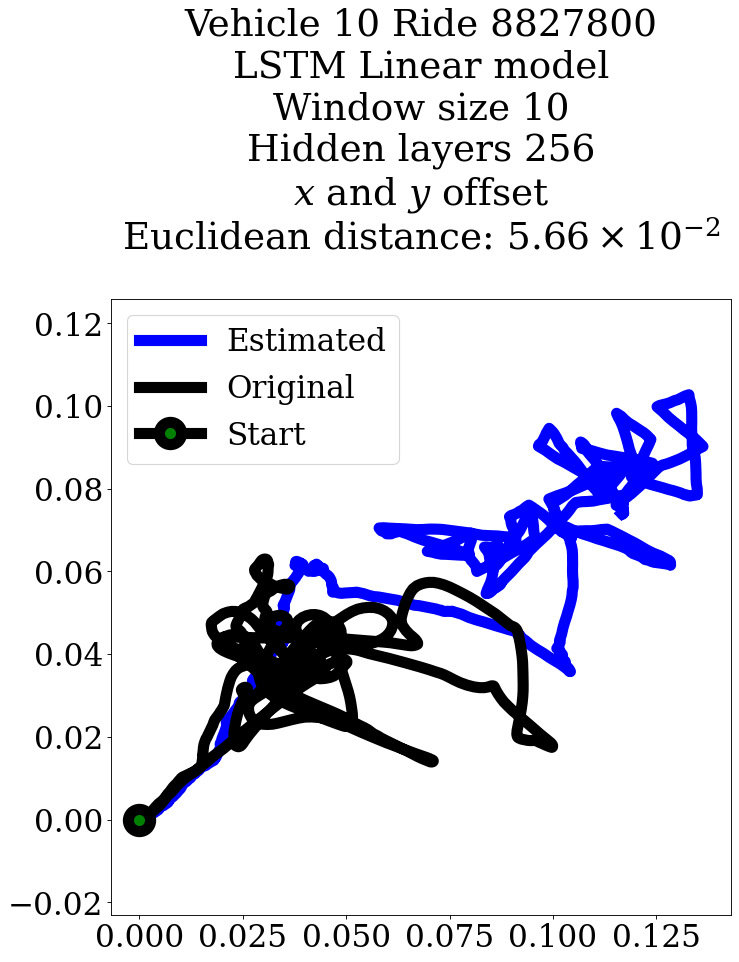 Vehicle 10 Ride 8827800
LSTM Linear model
Window size 10
Hidden layers 256
x and y offset
Euclidean distance: 5.66 × 10⁻²
Estimated
Original
Start
0.12
0.10
0.08
0.06
0.04
0.02
0.00
−0.02
0.000 0.025 0.050 0.075 0.100 0.125